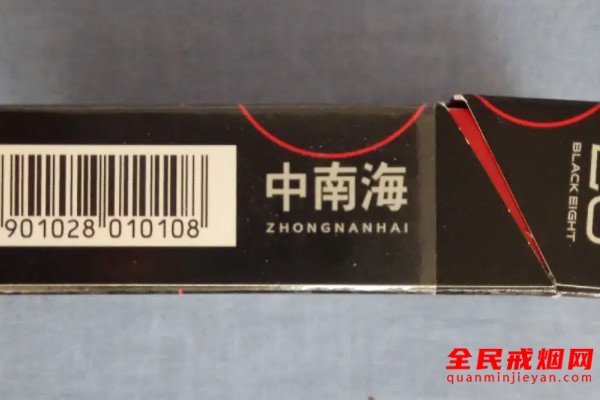 901028 010108
中南海
ZHONGNANHAI
BLACK EIGHT
全民戒烟网
quanminjieyan.com